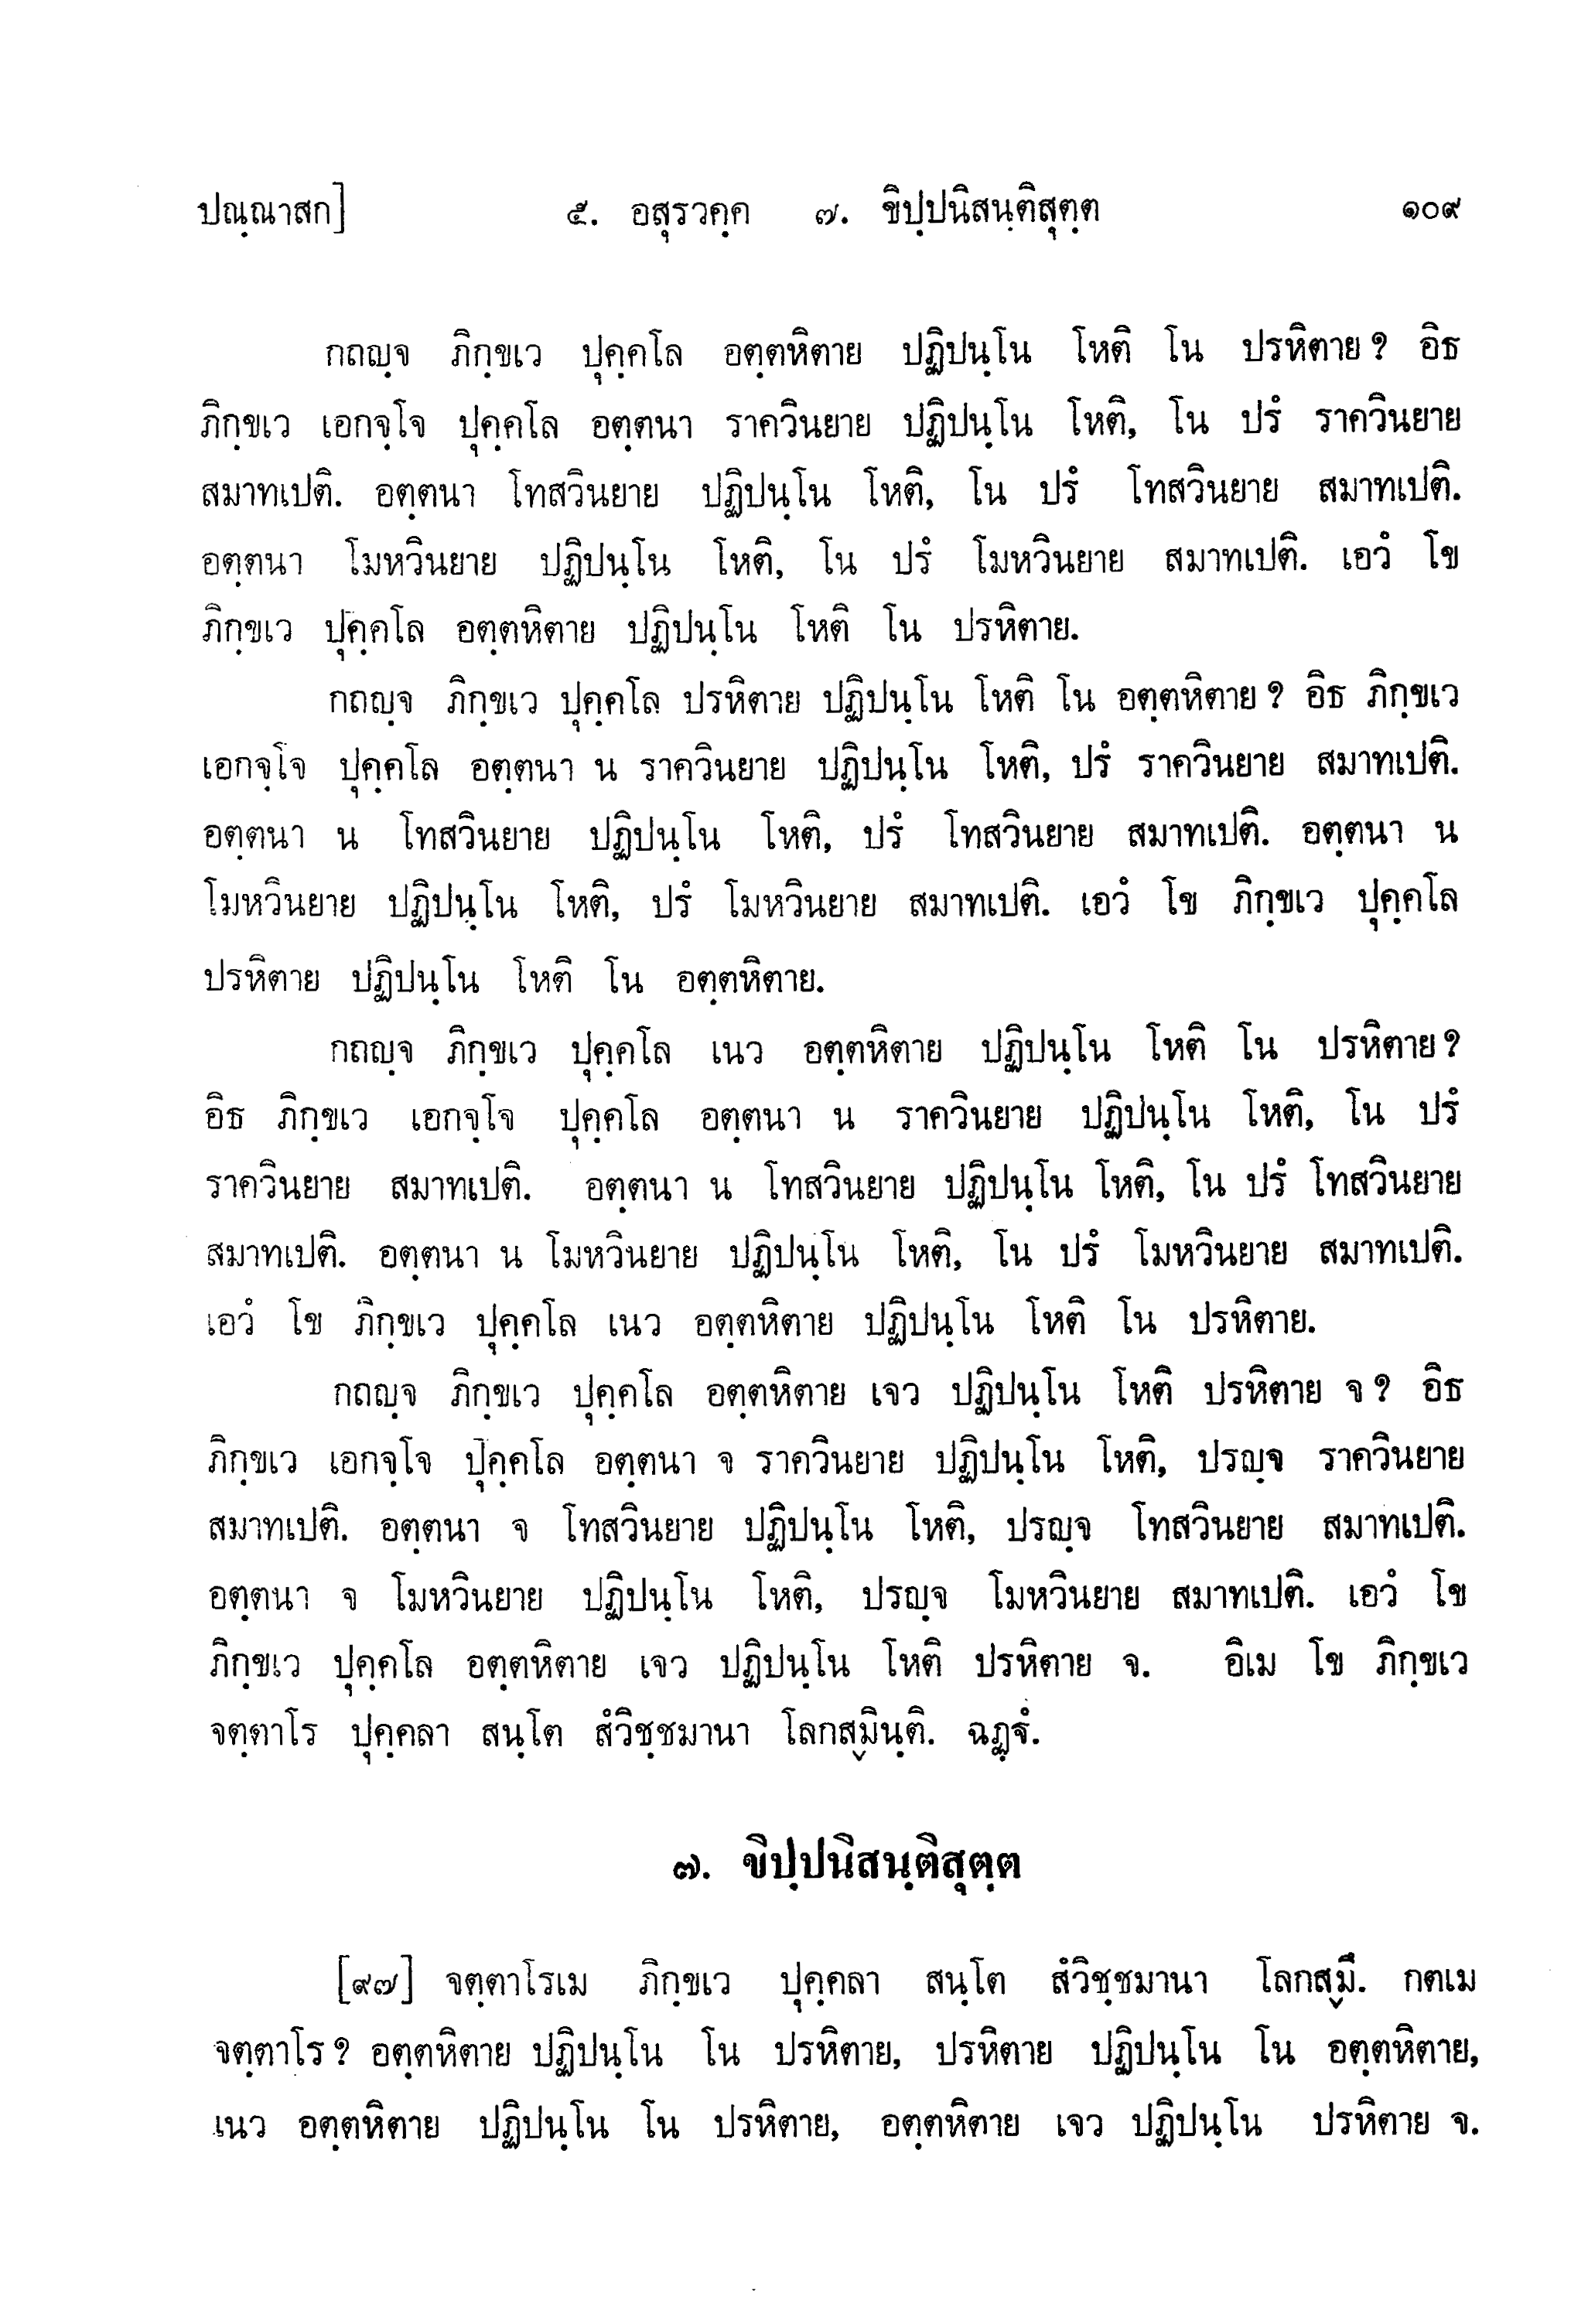 ปณฺณาสก] ๕. อสุรวคฺค ๗. ขิปฺปนิสนฺติสุตฺต ๑๐๙
กถญฺจ ภิกฺขเว ปุคฺคโล อตฺตหิตาย ปฏิปนฺโน โหติ โน ปรหิตาย? อิธ
ภิกฺขเว เอกจฺโจ ปุคฺคโล อตฺตนา ราควินยาย ปฏิปนฺโน โหติ, โน ปรํ ราควินยาย
สมาทเปติ. อตฺตนา โทสวินยาย ปฏิปนฺโน โหติ, โน ปรํ โทสวินยาย สมาทเปติ.
อตฺตนา โมหวินยาย ปฏิปนฺโน โหติ, โน ปรํ โมหวินยาย สมาทเปติ. เอวํ โข
ภิกฺขเว ปุคฺคโล อตฺตหิตาย ปฏิปนฺโน โหติ โน ปรหิตาย.
กถญฺจ ภิกฺขเว ปุคฺคโล ปรหิตาย ปฏิปนฺโน โหติ โน อตฺตหิตาย? อิธ ภิกฺขเว
เอกจฺโจ ปุคฺคโล อตฺตนา น ราควินยาย ปฏิปนฺโน โหติ, ปรํ ราควินยาย สมาทเปติ.
อตฺตนา น โทสวินยาย ปฏิปนฺโน โหติ, ปรํ โทสวินยาย สมาทเปติ. อตฺตนา น
โมหวินยาย ปฏิปนฺโน โหติ, ปรํ โมหวินยาย สมาทเปติ. เอวํ โข ภิกฺขเว ปุคฺคโล
ปรหิตาย ปฏิปนฺโน โหติ โน อตฺตหิตาย.
กถญฺจ ภิกฺขเว ปุคฺคโล เนว อตฺตหิตาย ปฏิปนฺโน โหติ โน ปรหิตาย?
อิธ ภิกฺขเว เอกจฺโจ ปุคฺคโล อตฺตนา น ราควินยาย ปฏิปนฺโน โหติ, โน ปรํ
ราควินยาย สมาทเปติ. อตฺตนา น โทสวินยาย ปฏิปนฺโน โหติ, โน ปรํ โทสวินยาย
สมาทเปติ. อตฺตนา น โมหวินยาย ปฏิปนฺโน โหติ, โน ปรํ โมหวินยาย สมาทเปติ.
เอวํ โข ภิกฺขเว ปุคฺคโล เนว อตฺตหิตาย ปฏิปนฺโน โหติ โน ปรหิตาย.
กถญฺจ ภิกฺขเว ปุคฺคโล อตฺตหิตาย เจว ปฏิปนฺโน โหติ ปรหิตาย จ? อิธ
ภิกฺขเว เอกจฺโจ ปุคฺคโล อตฺตนา จ ราควินยาย ปฏิปนฺโน โหติ, ปรญฺจ ราควินยาย
สมาทเปติ. อตฺตนา จ โทสวินยาย ปฏิปนฺโน โหติ, ปรญฺจ โทสวินยาย สมาทเปติ.
อตฺตนา จ โมหวินยาย ปฏิปนฺโน โหติ, ปรญฺจ โมหวินยาย สมาทเปติ. เอวํ โข
ภิกฺขเว ปุคฺคโล อตฺตหิตาย เจว ปฏิปนฺโน โหติ ปรหิตาย จ. อิเม โข ภิกฺขเว
จตฺตาโร ปุคฺคลา สนฺโต สํวิชฺชมานา โลกสฺมินฺติ. ฉฏฺฐํ.
๗. ขิปฺปนิสนฺติสุตฺต
[๙๗] จตฺตาโรเม ภิกฺขเว ปุคฺคลา สนฺโต สํวิชฺชมานา โลกสฺมึ. กตเม
จตฺตาโร? อตฺตหิตาย ปฏิปนฺโน โน ปรหิตาย, ปรหิตาย ปฏิปนฺโน โน อตฺตหิตาย,
เนว อตฺตหิตาย ปฏิปนฺโน โน ปรหิตาย, อตฺตหิตาย เจว ปฏิปนฺโน ปรหิตาย จ.